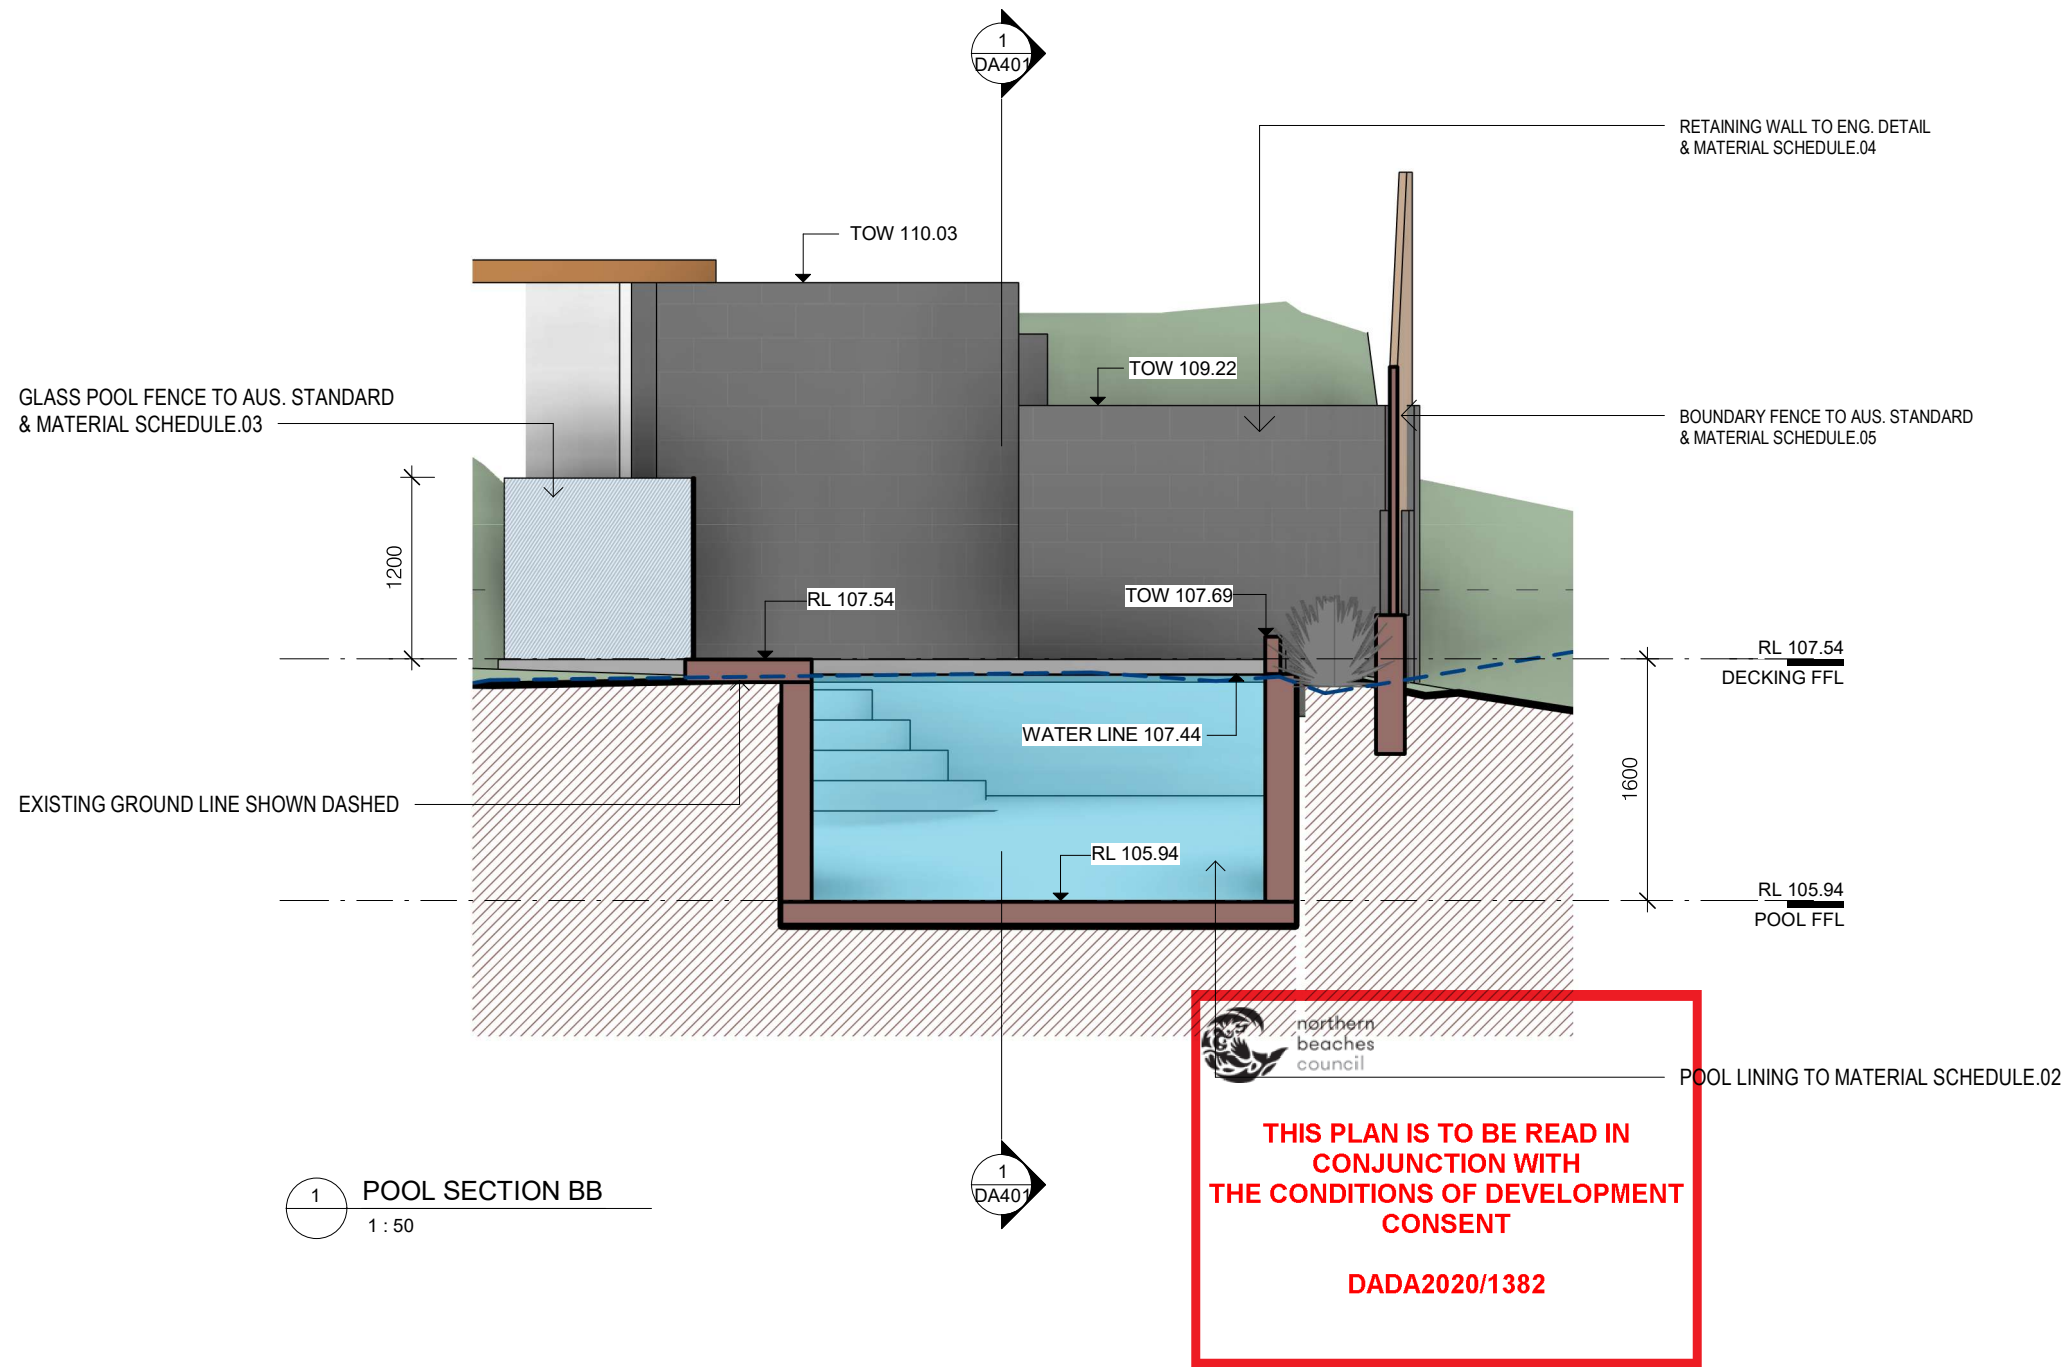 1
DA401
RETAINING WALL TO ENG. DETAIL
& MATERIAL SCHEDULE.04
TOW 110.03
TOW 109.22
GLASS POOL FENCE TO AUS. STANDARD
& MATERIAL SCHEDULE.03
BOUNDARY FENCE TO AUS. STANDARD
& MATERIAL SCHEDULE.05
1200
RL 107.54
TOW 107.69
RL 107.54
DECKING FFL
WATER LINE 107.44
EXISTING GROUND LINE SHOWN DASHED
1600
RL 105.94
RL 105.94
POOL FFL
northern
beaches
council
POOL LINING TO MATERIAL SCHEDULE.02
THIS PLAN IS TO BE READ IN
CONJUNCTION WITH
THE CONDITIONS OF DEVELOPMENT
CONSENT
DADA2020/1382
1
DA401
1
POOL SECTION BB
1 : 50